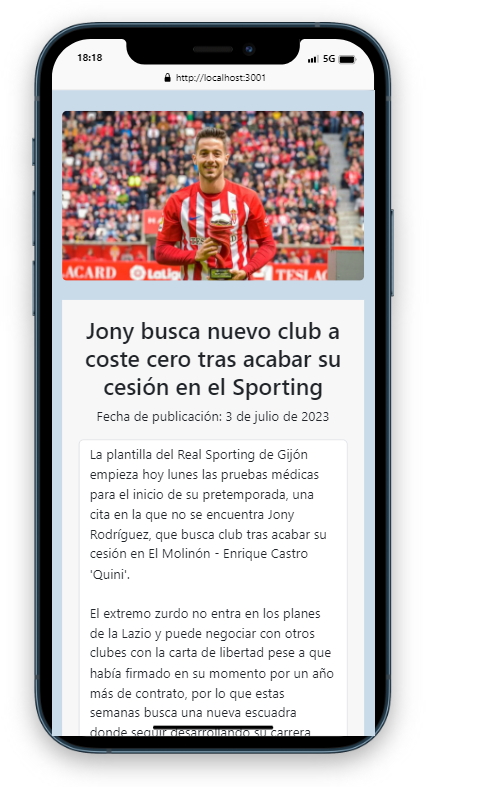 18:18
5G
http://localhost:3001
ACARD LaLiga TESLAC
Jony busca nuevo club a
coste cero tras acabar su
cesión en el Sporting
Fecha de publicación: 3 de julio de 2023
La plantilla del Real Sporting de Gijón
empieza hoy lunes las pruebas médicas
para el inicio de su pretemporada, una
cita en la que no se encuentra Jony
Rodríguez, que busca club tras acabar su
cesión en El Molinón - Enrique Castro
'Quini'.
El extremo zurdo no entra en los planes
de la Lazio y puede negociar con otros
clubes con la carta de libertad pese a que
había firmado en su momento por un año
más de contrato, por lo que estas
semanas busca una nueva escuadra
donde seguir desarrollando su carrera